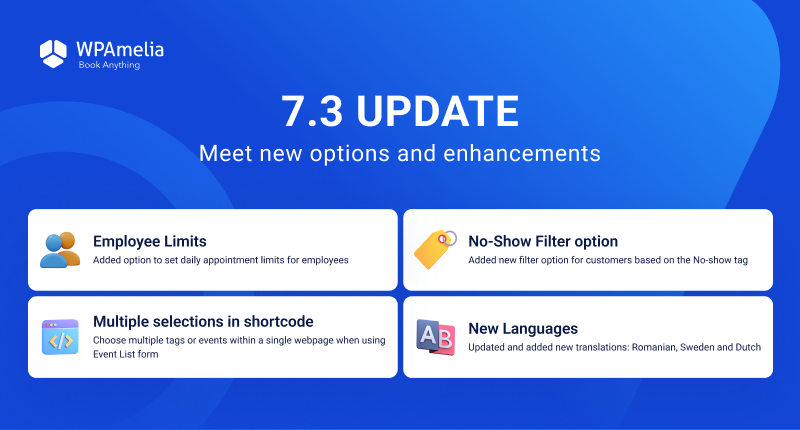 WPAmelia
Book Anything
7.3 UPDATE
Meet new options and enhancements
Employee Limits
Added option to set daily appointment limits for employees
No-Show Filter option
Added new filter option for customers based on the No-show tag
Multiple selections in shortcode
Choose multiple tags or events within a single webpage when using
Event List form
</>
AB
New Languages
Updated and added new translations: Romanian, Sweden and Dutch